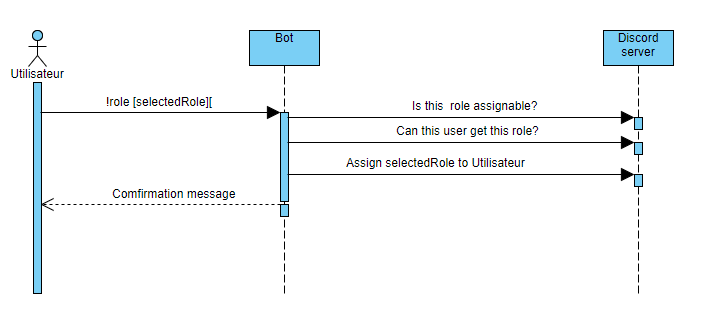 Bot
Discord
server
Utilisateur
!role [selectedRole][
Is this role assignable?
Can this user get this role?
Assign selectedRole to Utilisateur
Comfirmation message